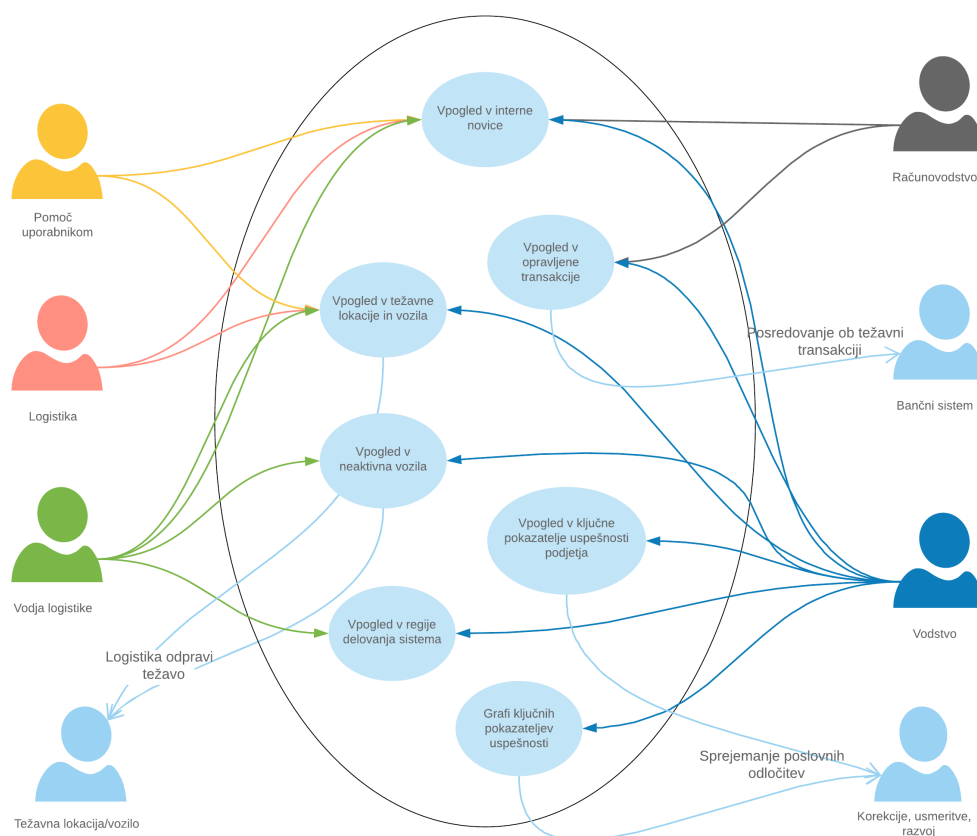 Vpogled v interne
novice
Računovodstvo
Pomoč
uporabnikom
Vpogled v
opravljene
transakcije
Vpogled v težavne
lokacije in vozila
Posredovanje ob težavni
transakciji
Logistika
Bančni sistem
Vpogled v
neaktivna vozila
Vpogled v ključne
pokazatelje uspešnosti
podjetja
Vodja logistike
Vpogled v regije
delovanja sistema
Vodstvo
Logistika odpravi
težavo
Grafi ključnih
pokazateljev
uspešnosti
Sprejemanje poslovnih
odločitev
Težavna lokacija/vozilo
Korekcije, usmeritve,
razvoj